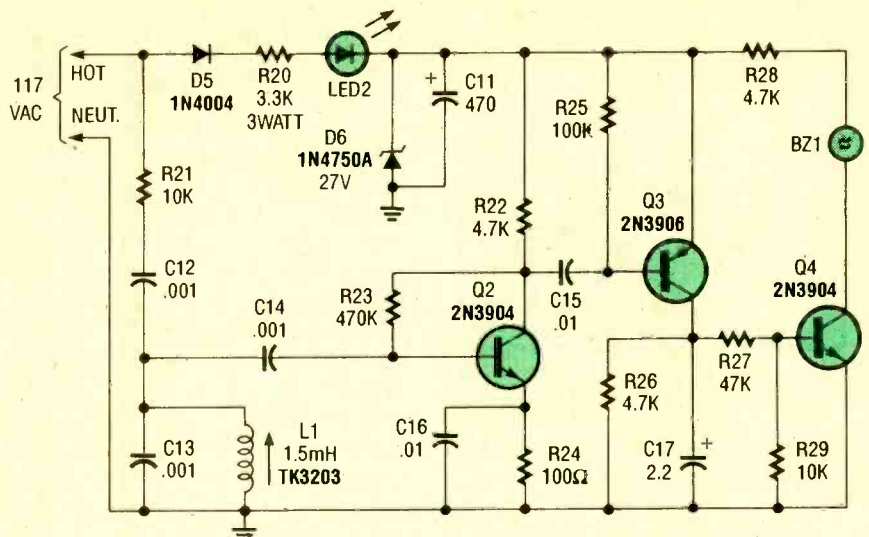 117
VAC
HOT
NEUT.
D5
1N4004
R20
3.3K
3WATT
LED2
D6
1N4750A
27V
+
C11
470
R25
100K
R28
4.7K
BZ1
R21
10K
R22
4.7K
Q3
2N3906
C12
.001
C14
.001
R23
470K
Q2
2N3904
C15
.01
Q4
2N3904
R27
47K
C13
.001
L1
1.5mH
TK3203
C16
.01
R24
100Ω
R26
4.7K
C17
2.2
+
R29
10K